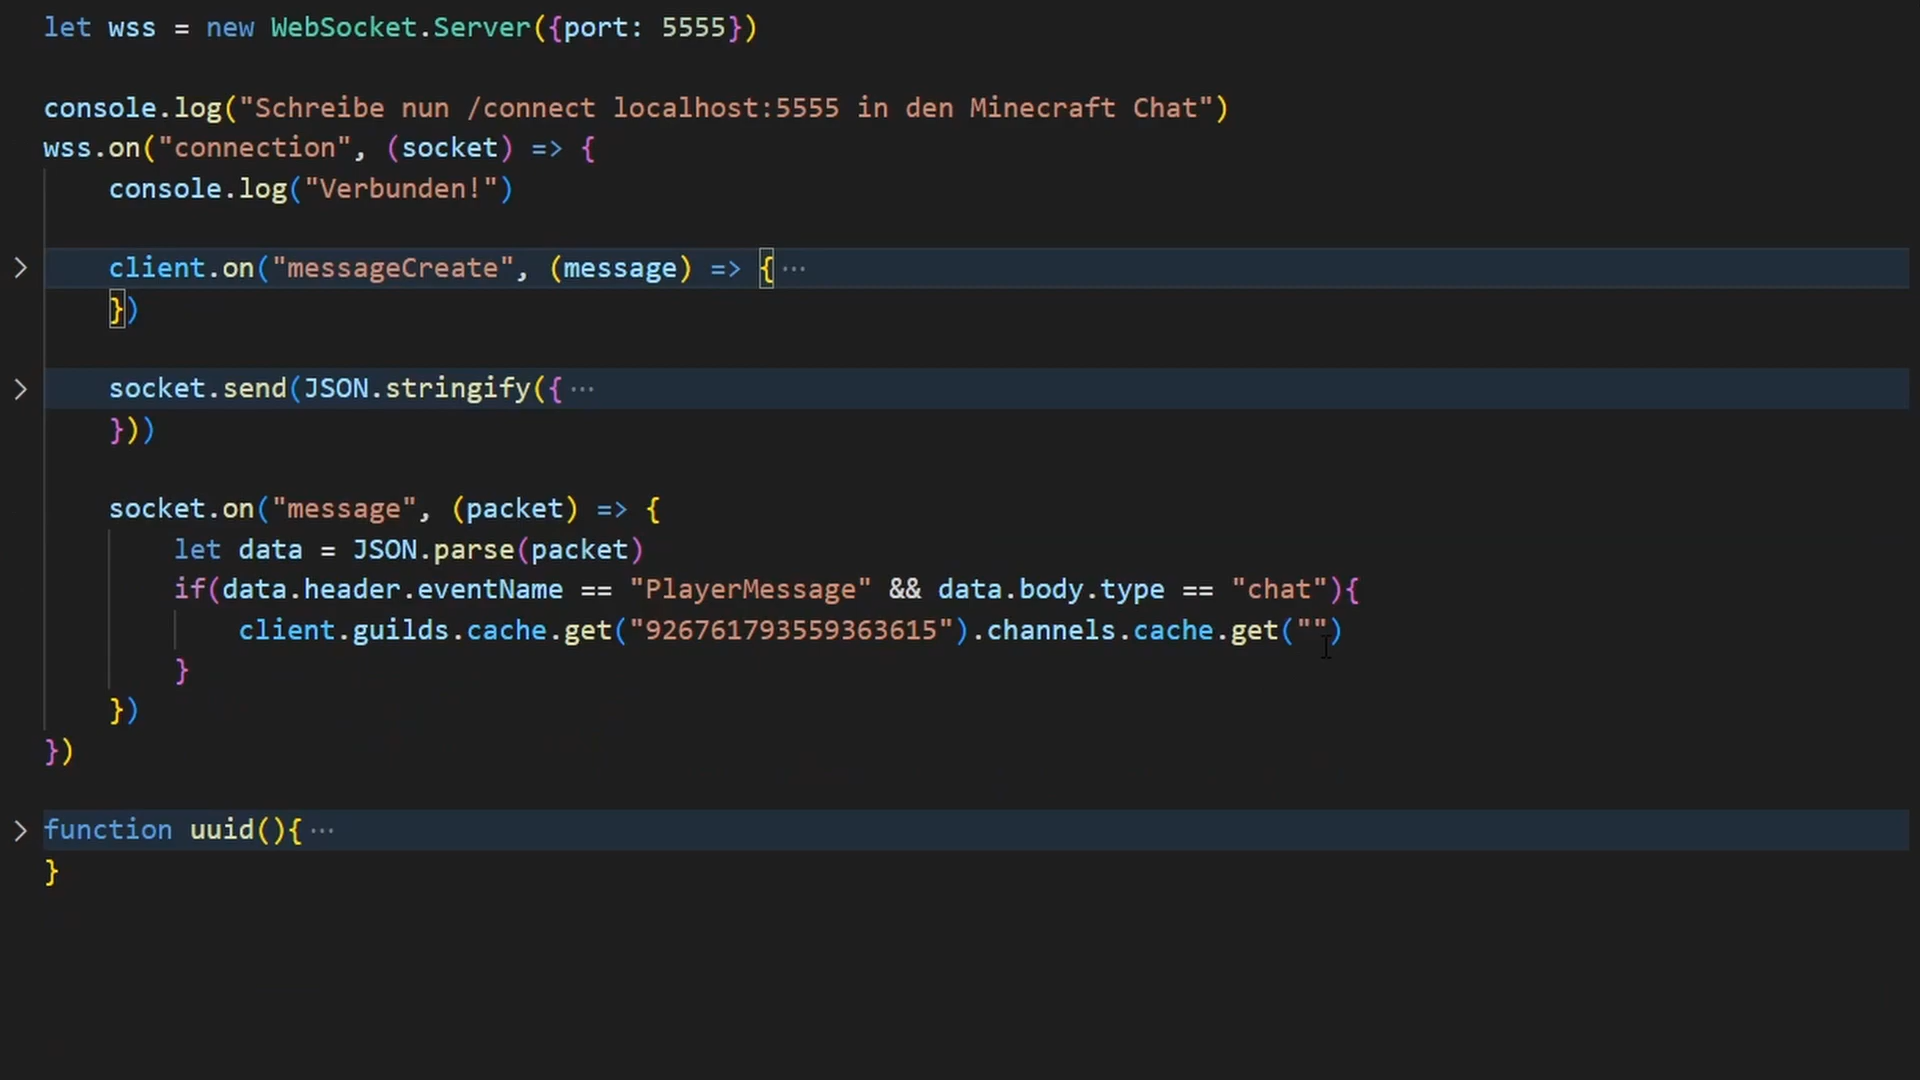 let wss = new WebSocket.Server({port: 5555})
console.log("Schreibe nun /connect localhost:5555 in den Minecraft Chat")
wss.on("connection", (socket) => {
console.log("Verbunden!")
client.on("messageCreate", (message) => {···
})
socket.send(JSON.stringify({···
}))
socket.on("message", (packet) => {
let data = JSON.parse(packet)
if(data.header.eventName == "PlayerMessage" && data.body.type == "chat"){
client.guilds.cache.get("926761793559363615").channels.cache.get("")
}
})
})
function uuid(){···
}